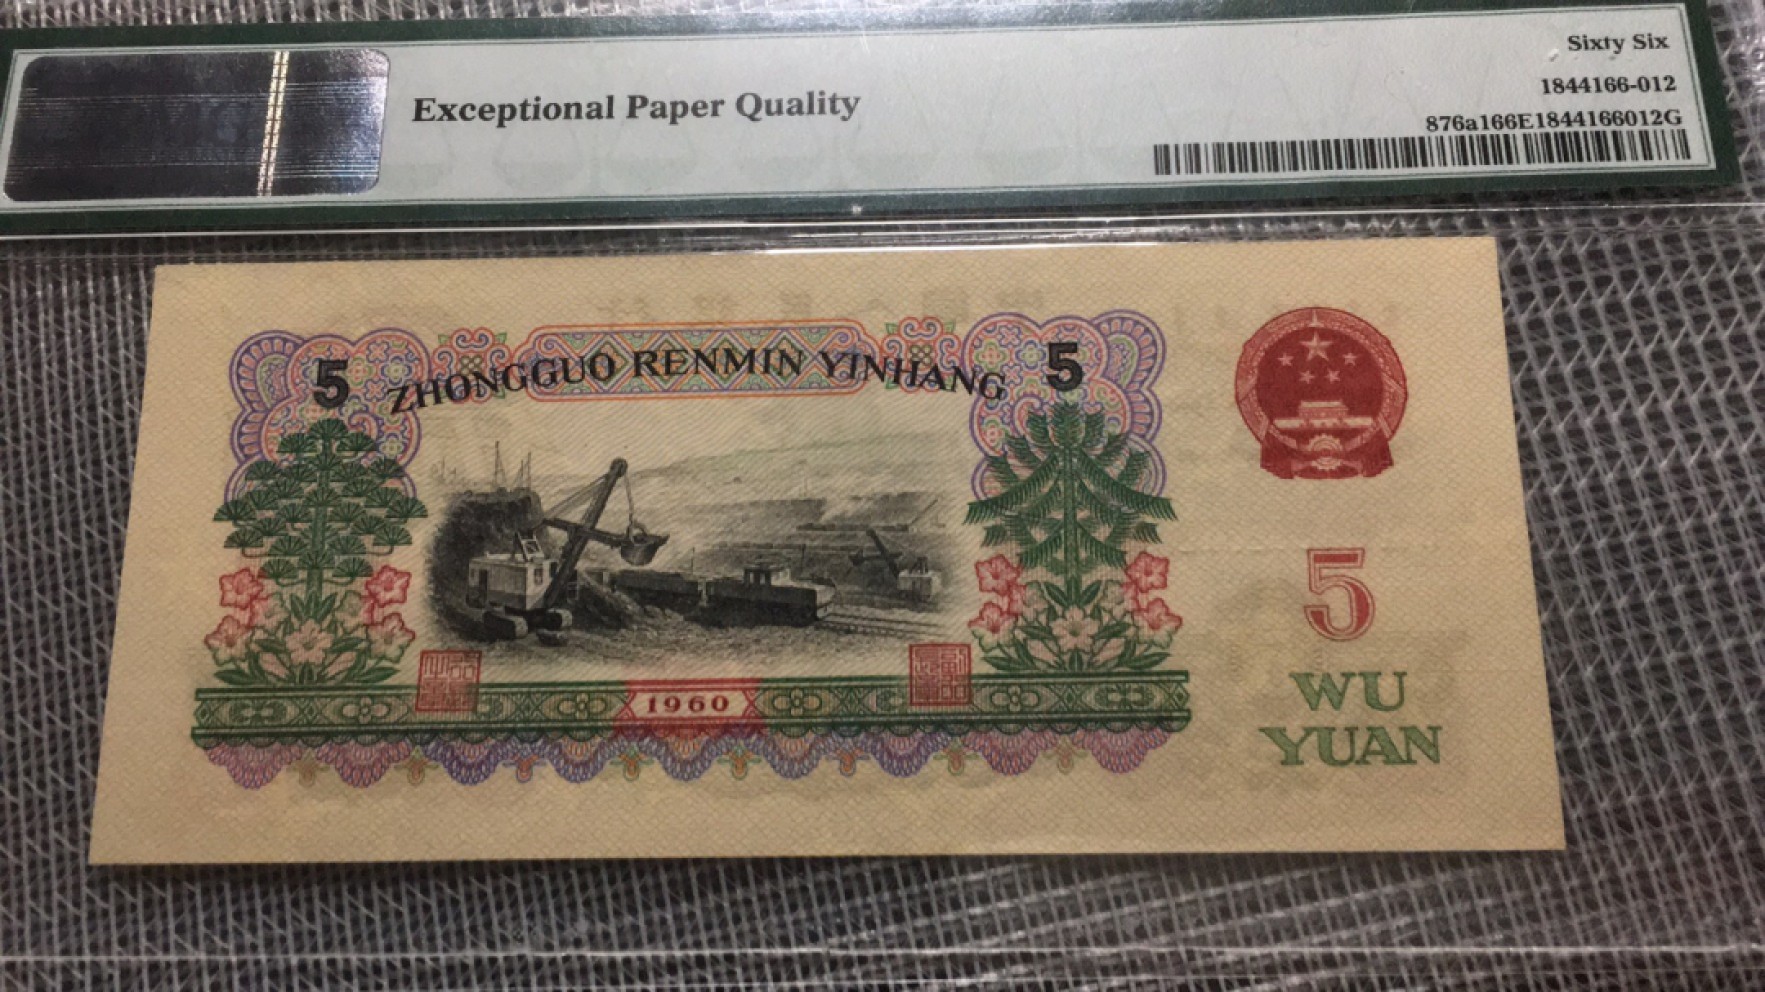 Exceptional Paper Quality
Sixty Six
1844166-012
876a166E1844166012G
5 ZHONGGUO RENMIN YINHANG 5
5
1960
WU
YUAN